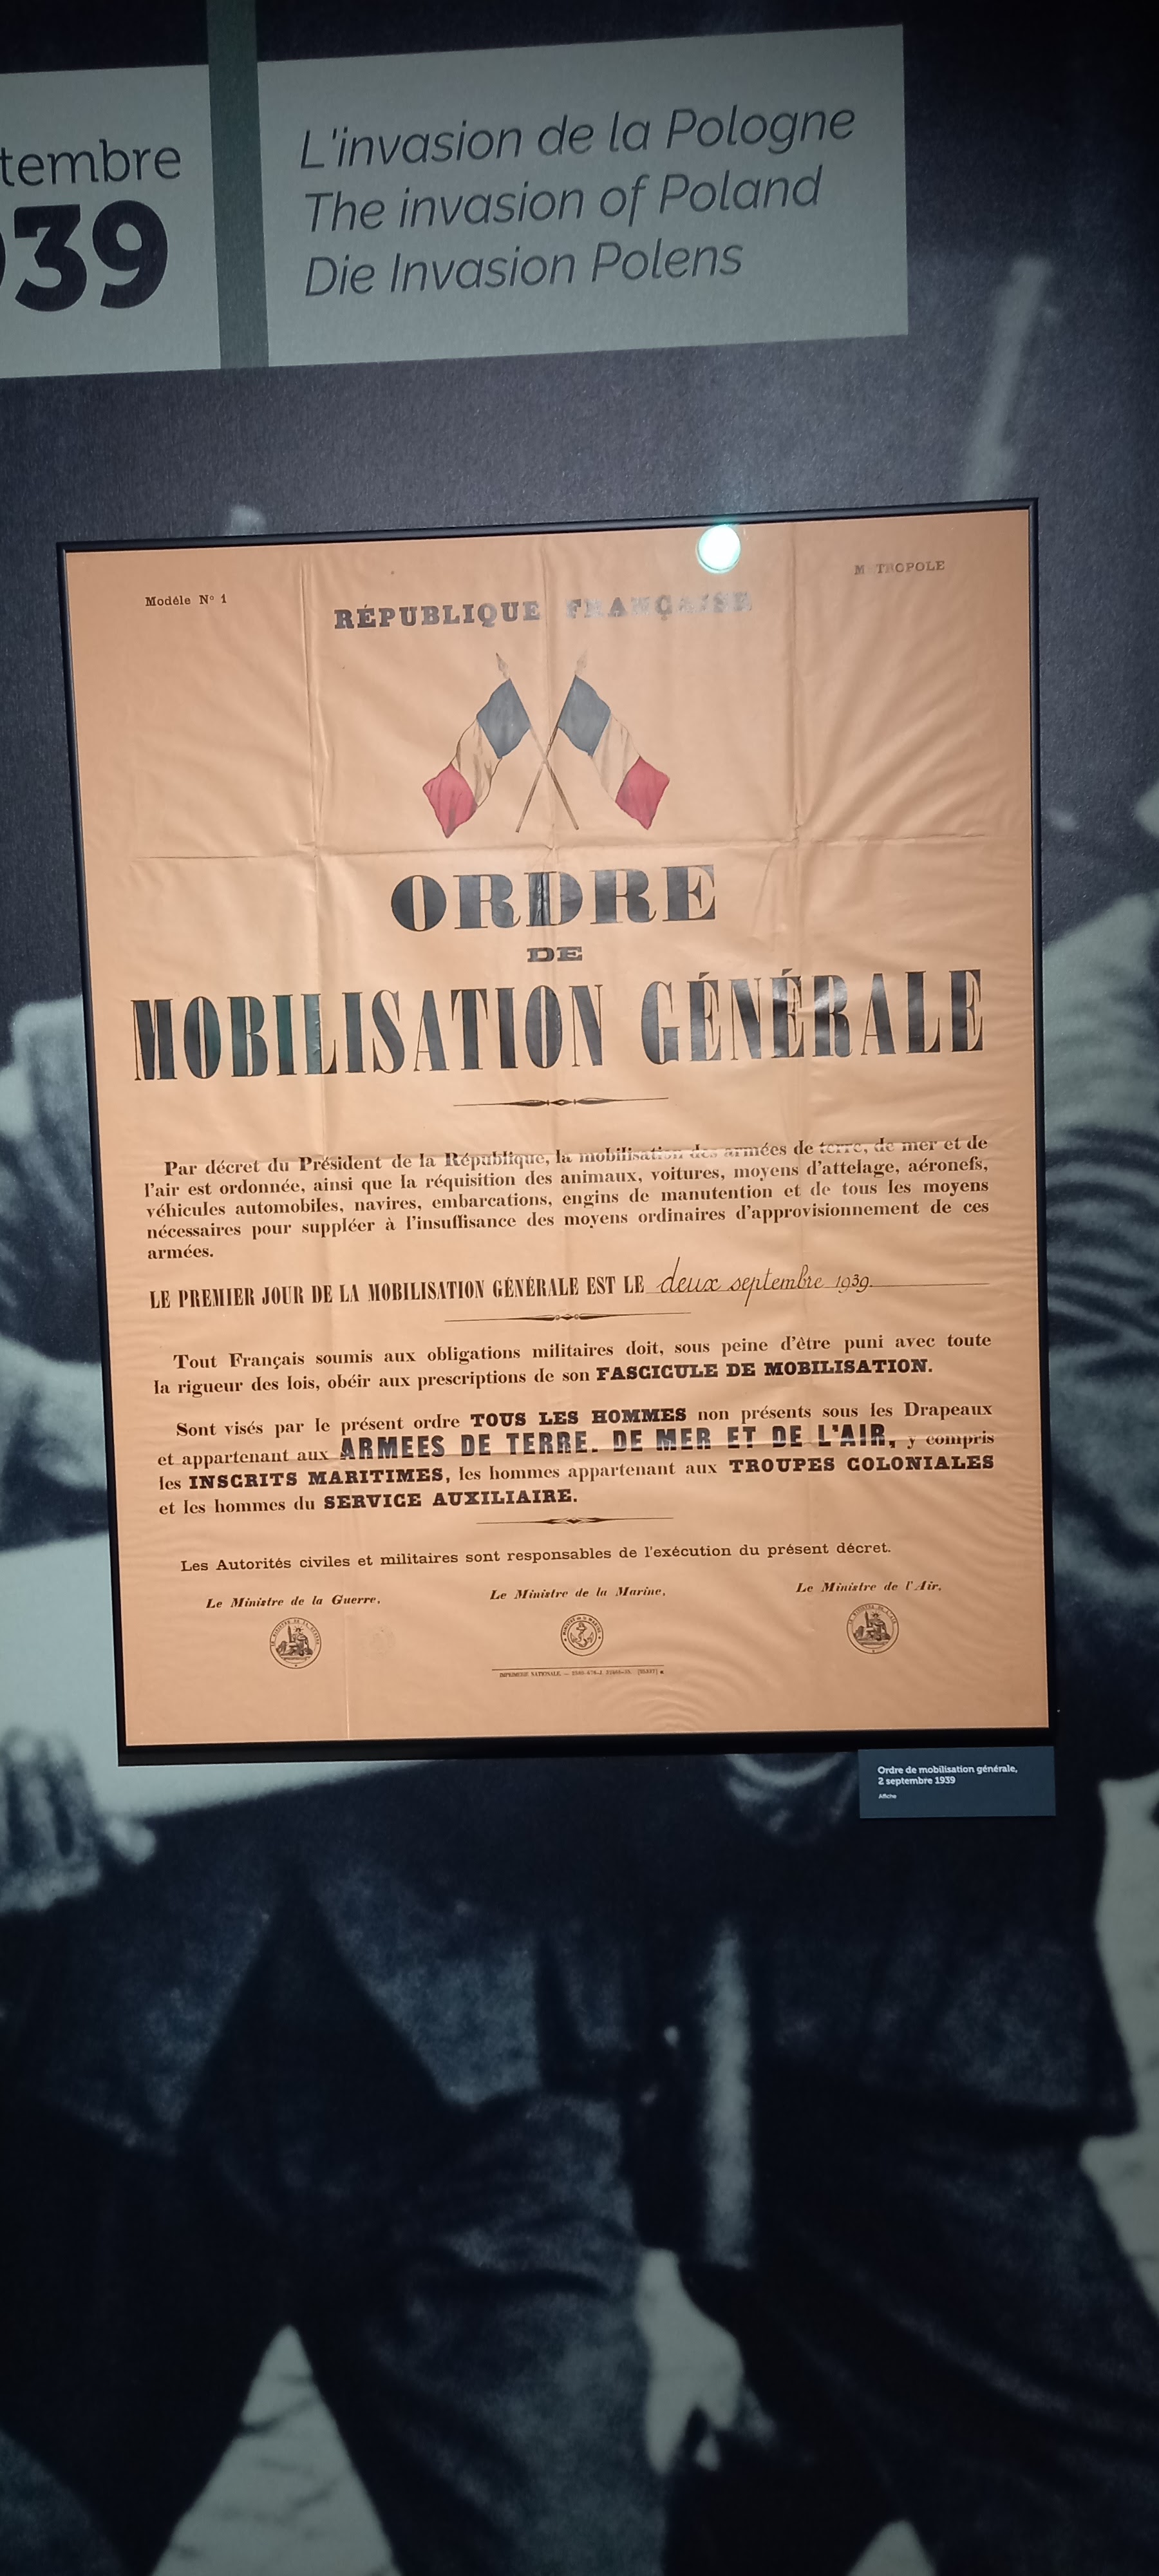 tembre
39
L'invasion de la Pologne
The invasion of Poland
Die Invasion Polens
Modèle Nº 1
M TROPOLE
RÉPUBLIQUE FRANÇAISE
ORDRE
DE
MOBILISATION GÉNÉRALE
Par décret du Président de la République, la mobilisation des armées de terre, de mer et de
l'air est ordonnée, ainsi que la réquisition des animaux, voitures, moyens d'attelage, aéronefs,
véhicules automobiles, navires, embarcations, engins de manutention et de tous les moyens
nécessaires pour suppléer à l'insuffisance des moyens ordinaires d'approvisionnement de ces
armées.
LE PREMIER JOUR DE LA MOBILISATION GÉNÉRALE EST LE deux septembre 1939.
Tout Français soumis aux obligations militaires doit, sous peine d'être puni avec toute
la rigueur des lois, obéir aux prescriptions de son FASCICULE DE MOBILISATION.
Sont visés par le présent ordre TOUS LES HOMMES non présents sous les Drapeaux
et appartenant aux ARMEES DE TERRE. DE MER ET DE L'AIR, y compris
les INSCRITS MARITIMES, les hommes appartenant aux TROUPES COLONIALES
et les hommes du SERVICE AUXILIAIRE.
Les Autorités civiles et militaires sont responsables de l'exécution du présent décret.
Le Ministre de la Guerre,
Le Ministre de la Marine,
Le Ministre de l'Air,
IMPRIMERIE NATIONALE.
Ordre de mobilisation générale,
2 septembre 1939
Affiche